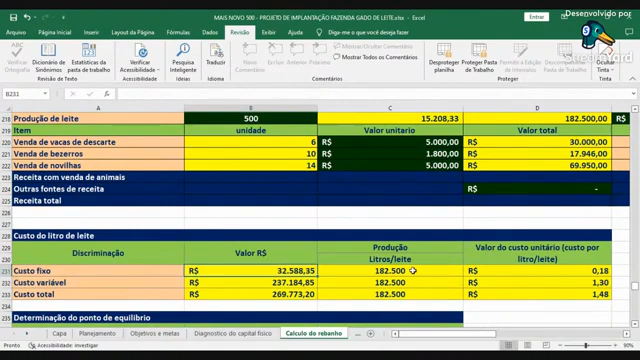 Desenvolvido por
MAIS NOVO 500 - PROJETO DE IMPLANTAÇÃO FAZENDA GADO DE LEITE.xlsx - Excel
Entrar
Arquivo Página Inicial Inserir Layout da Página Fórmulas Dados Revisão Exibir Desenvolvedor Ajuda Diga-me o que você deseja fazer
Verificar Ortografia
Dicionário de Sinônimos
Estatísticas da pasta de trabalho
Verificar Acessibilidade
Pesquisa Inteligente
Traduzir
Mostrar/Ocultar Comentário
Mostrar Todos os Comentários
Desproteger planilha
Proteger Pasta de Trabalho
Permitir a Edição de Intervalos
Ocultar Tinta
Revisão de Texto
Acessibilidade
Ideias
Idioma
Comentários
Proteger
Tinta
B231
A B C D
218 Produção de leite 500 15.208,33 182.500,00 R$
219 Item unidade Valor unitario Valor total
220 Venda de vacas de descarte 6 R$ 5.000,00 R$ 30.000,00
221 Venda de bezerros 10 R$ 1.800,00 R$ 17.946,00
222 Venda de novilhas 14 R$ 5.000,00 R$ 69.950,00
223 Receita com venda de animais
224 Outras fontes de receita R$ -
225 Receita total
226
227
228 Custo do litro de leite
229 Discriminação Valor R$ Produção Valor do custo unitário (custo por litro/leite)
230 Litros/leite
231 Custo fixo R$ 32.588,35 182.500 R$ 0,18
232 Custo variável R$ 237.184,85 182.500 R$ 1,30
233 Custo total R$ 269.773,20 182.500 R$ 1,48
234
235 Determinação do ponto de equilibrio
Capa Planejamento Objetivos e metas Diagnostico do capital fisico Calculo do rebanho ...
Pronto Acessibilidade: investigar 90%